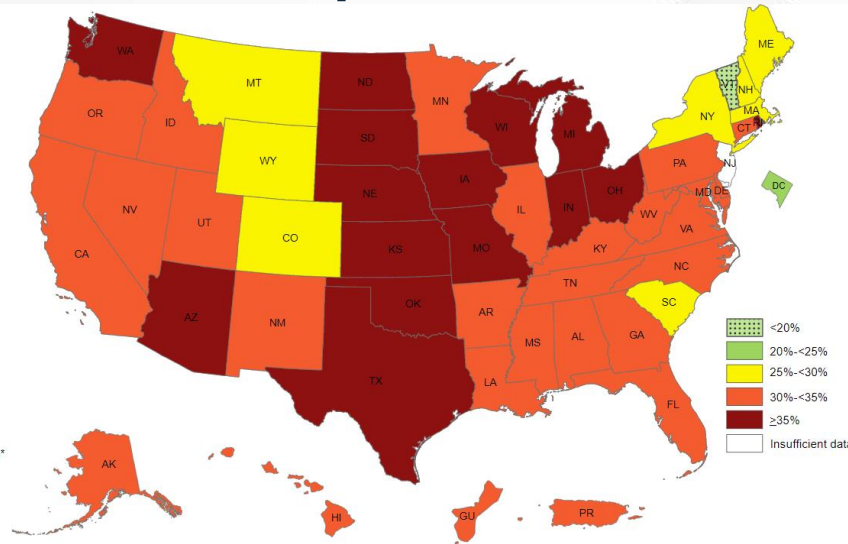 WA
ME
MT
ND
VT
NH
MN
OR
MA
NY
ID
WI
MI
CT
RI
SD
WY
PA
NJ
IA
NE
OH
DC
MD
DE
NV
IL
IN
UT
CO
WV
VA
CA
KS
MO
KY
NC
TN
OK
SC
AZ
NM
AR
<20%
GA
MS
AL
20%-<25%
25%-<30%
TX
LA
30%-<35%
FL
≥35%
Insufficient data
*
AK
HI
GU
PR